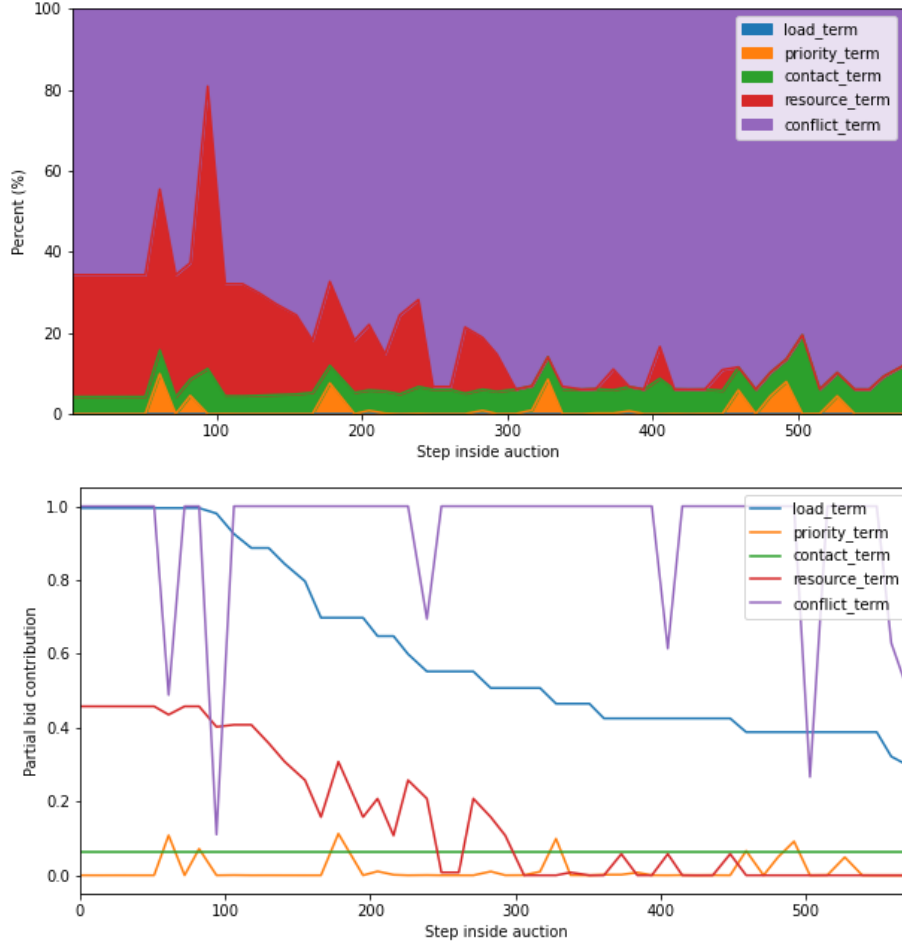 100
80
60
40
20
0
Percent (%)
load_term
priority_term
contact_term
resource_term
conflict_term
100
200
300
400
500
Step inside auction
1.0
0.8
0.6
0.4
0.2
0.0
Partial bid contribution
load_term
priority_term
contact_term
resource_term
conflict_term
0
100
200
300
400
500
Step inside auction